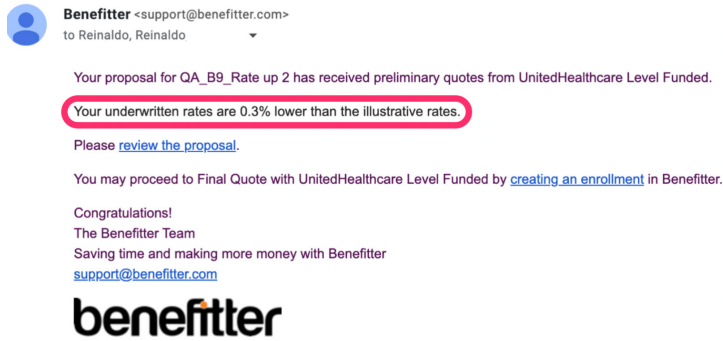 Benefitter <support@benefitter.com>
to Reinaldo, Reinaldo
Your proposal for QA_B9_Rate up 2 has received preliminary quotes from UnitedHealthcare Level Funded.
Your underwritten rates are 0.3% lower than the illustrative rates.
Please review the proposal.
You may proceed to Final Quote with UnitedHealthcare Level Funded by creating an enrollment in Benefitter.
Congratulations!
The Benefitter Team
Saving time and making more money with Benefitter
support@benefitter.com
benefitter